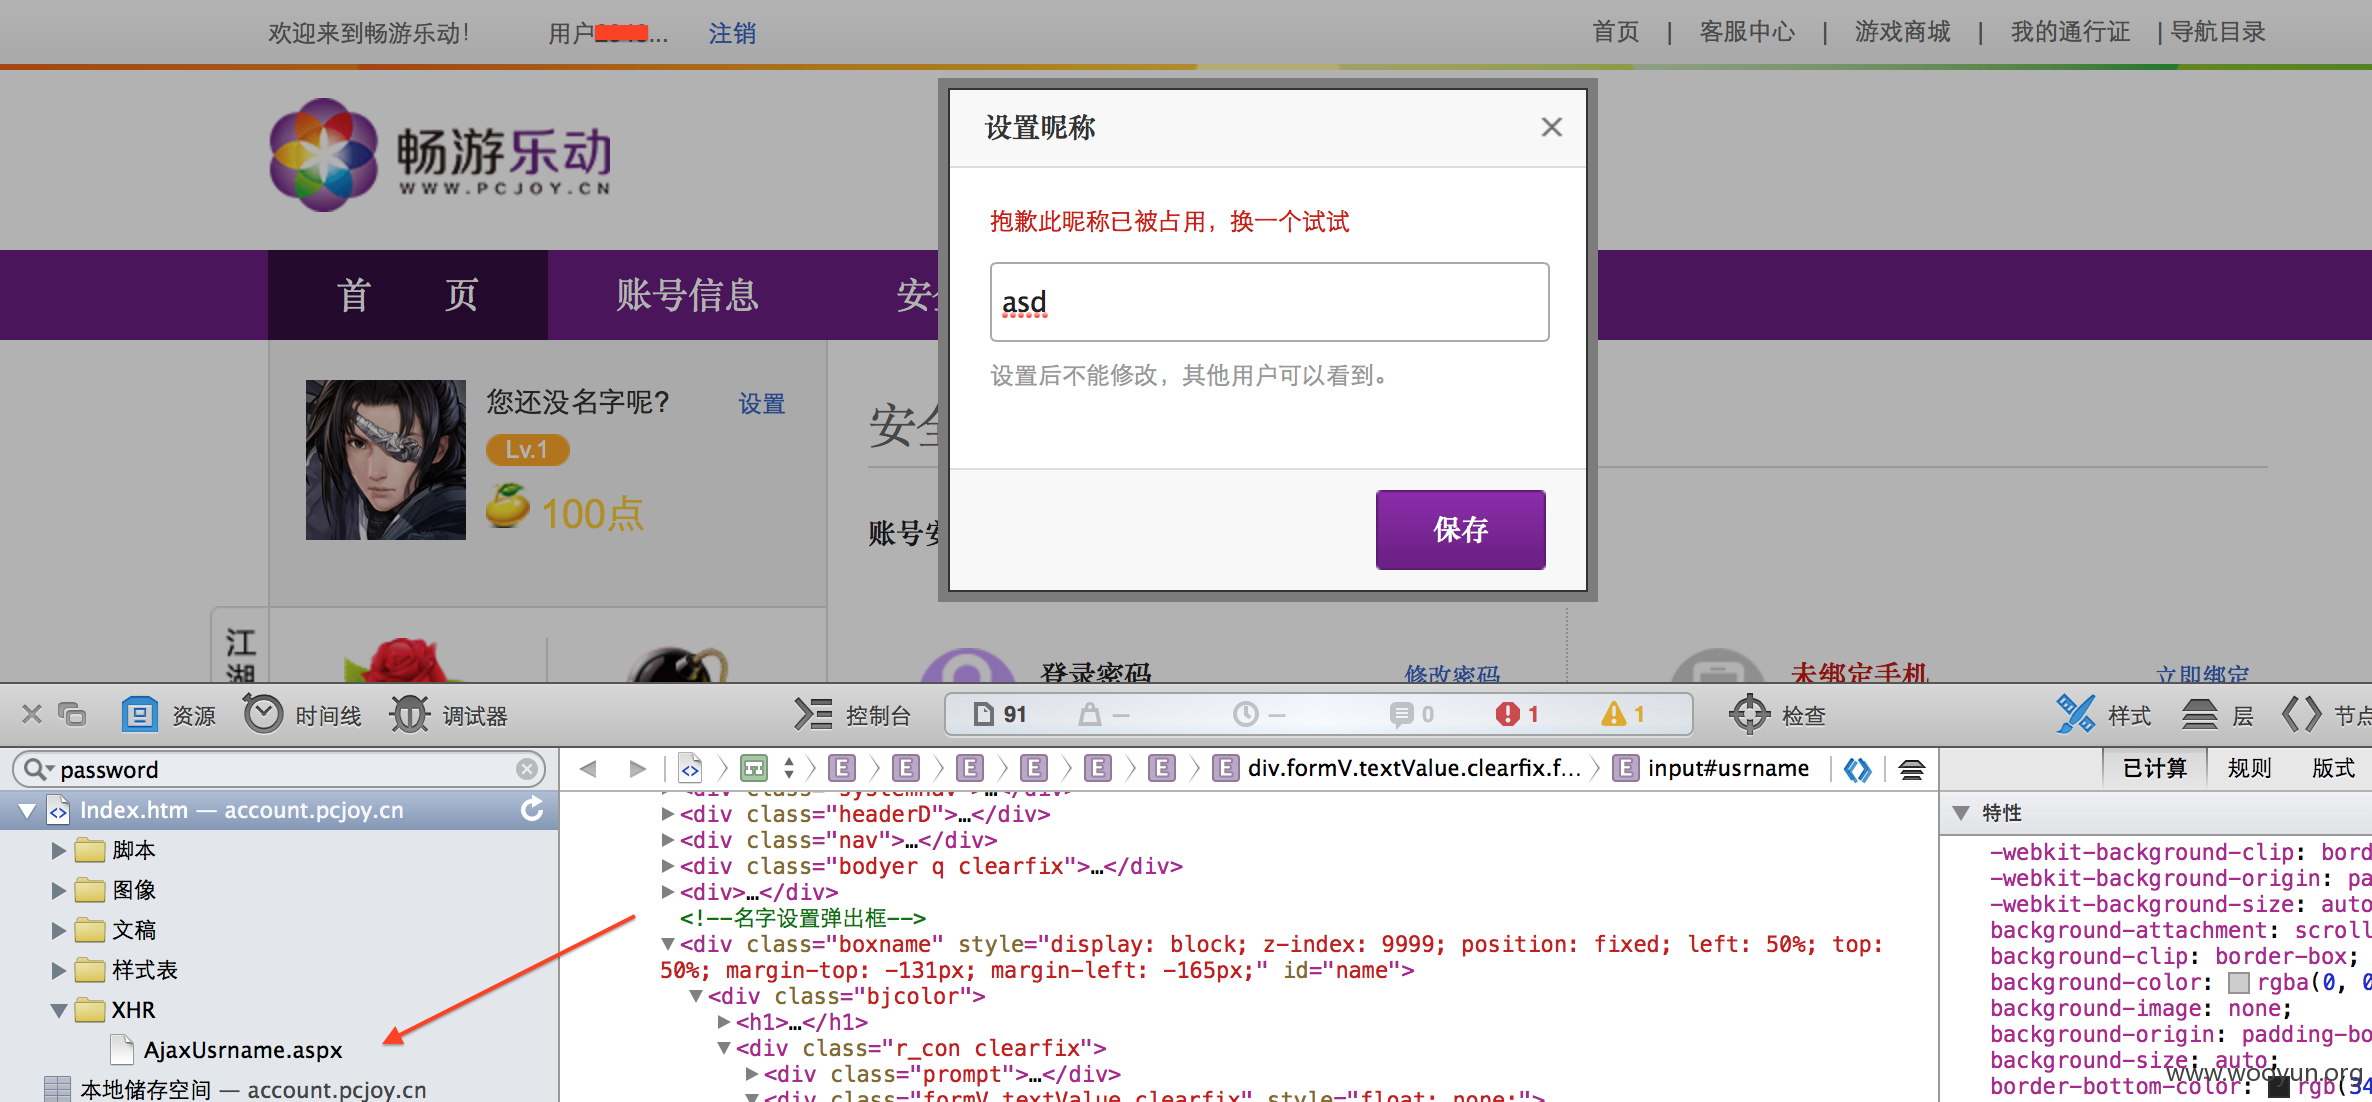 欢迎来到畅游乐动! 用户... 注销 首页 | 客服中心 | 游戏商城 | 我的通行证 | 导航目录
畅游乐动
WWW.PCJOY.CN
首 页 账号信息
设置昵称
抱歉此昵称已被占用，换一个试试
asd
设置后不能修改，其他用户可以看到。
保存
您还没名字呢? 设置
Lv.1
100点
账号安
江湖
登录密码 修改密码 未绑定手机 立即绑定
资源 时间线 调试器 控制台 91 — — 0 1 1 检查 样式 层 节点
password
Index.htm — account.pcjoy.cn
脚本
图像
文稿
样式表
XHR
AjaxUsrname.aspx
本地储存空间 — account.pcjoy.cn
E E E E E E E div.formV.textValue.clearfix.f... E input#usrname
<div class="systemnav">…</div>
<div class="headerD">…</div>
<div class="nav">…</div>
<div class="bodyer q clearfix">…</div>
<div>…</div>
<!--名字设置弹出框-->
<div class="boxname" style="display: block; z-index: 9999; position: fixed; left: 50%; top:
50%; margin-top: -131px; margin-left: -165px;" id="name">
<div class="bjcolor">
<h1>…</h1>
<div class="r_con clearfix">
<div class="prompt">…</div>
<div class="formV textValue clearfix" style="float: none;">
已计算 规则 版式
特性
-webkit-background-clip: bord
-webkit-background-origin: pa
-webkit-background-size: auto
background-attachment: scroll
background-clip: border-box;
background-color: rgba(0, 0
background-image: none;
background-origin: padding-bo
background-size: auto;
border-bottom-color: rgb(34
www.wooyun.org